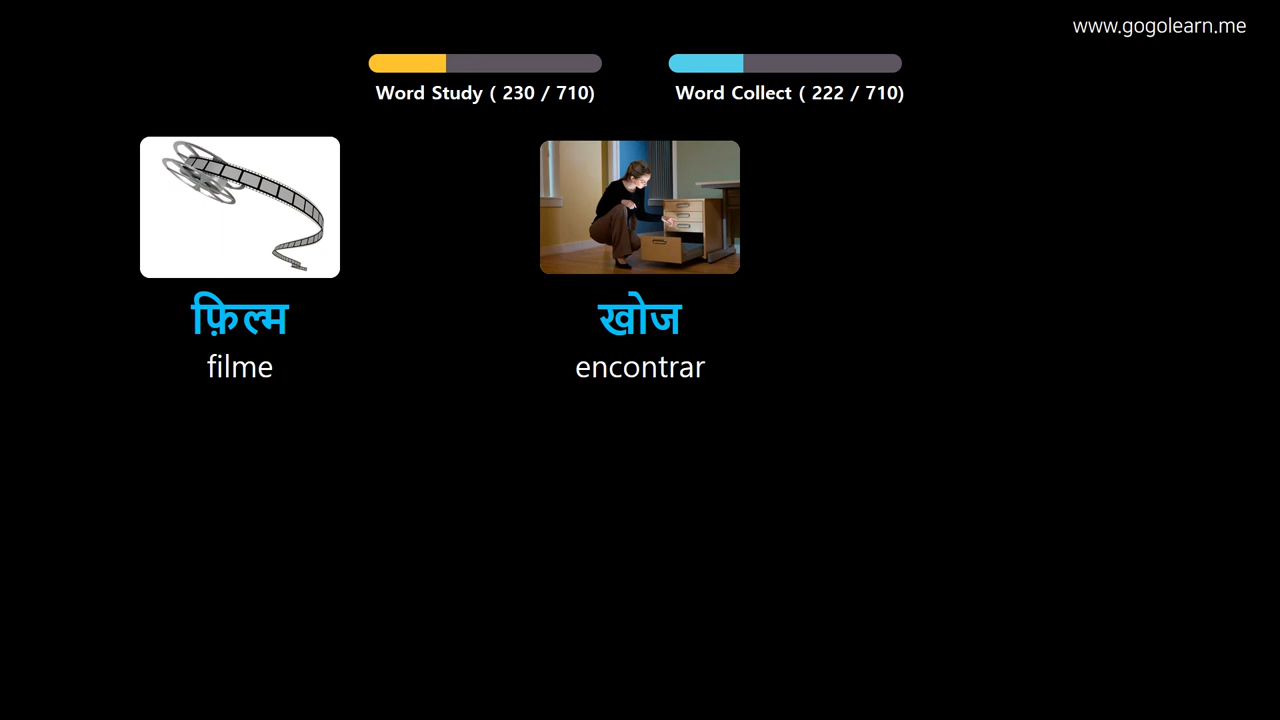 www.gogolearn.me
Word Study ( 230 / 710)
Word Collect ( 222 / 710)
फ़िल्म
filme
खोज
encontrar